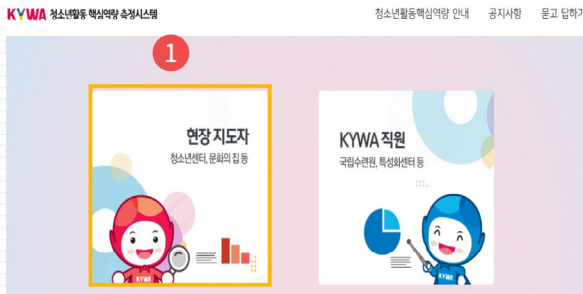 KYWA 청소년활동 핵심역량 측정시스템
청소년활동핵심역량 안내 공지사항 묻고 답하기
1
현장 지도자
청소년센터, 문화의 집 등
KYWA 직원
국립수련원, 특성화센터 등
KYWA
KYWA